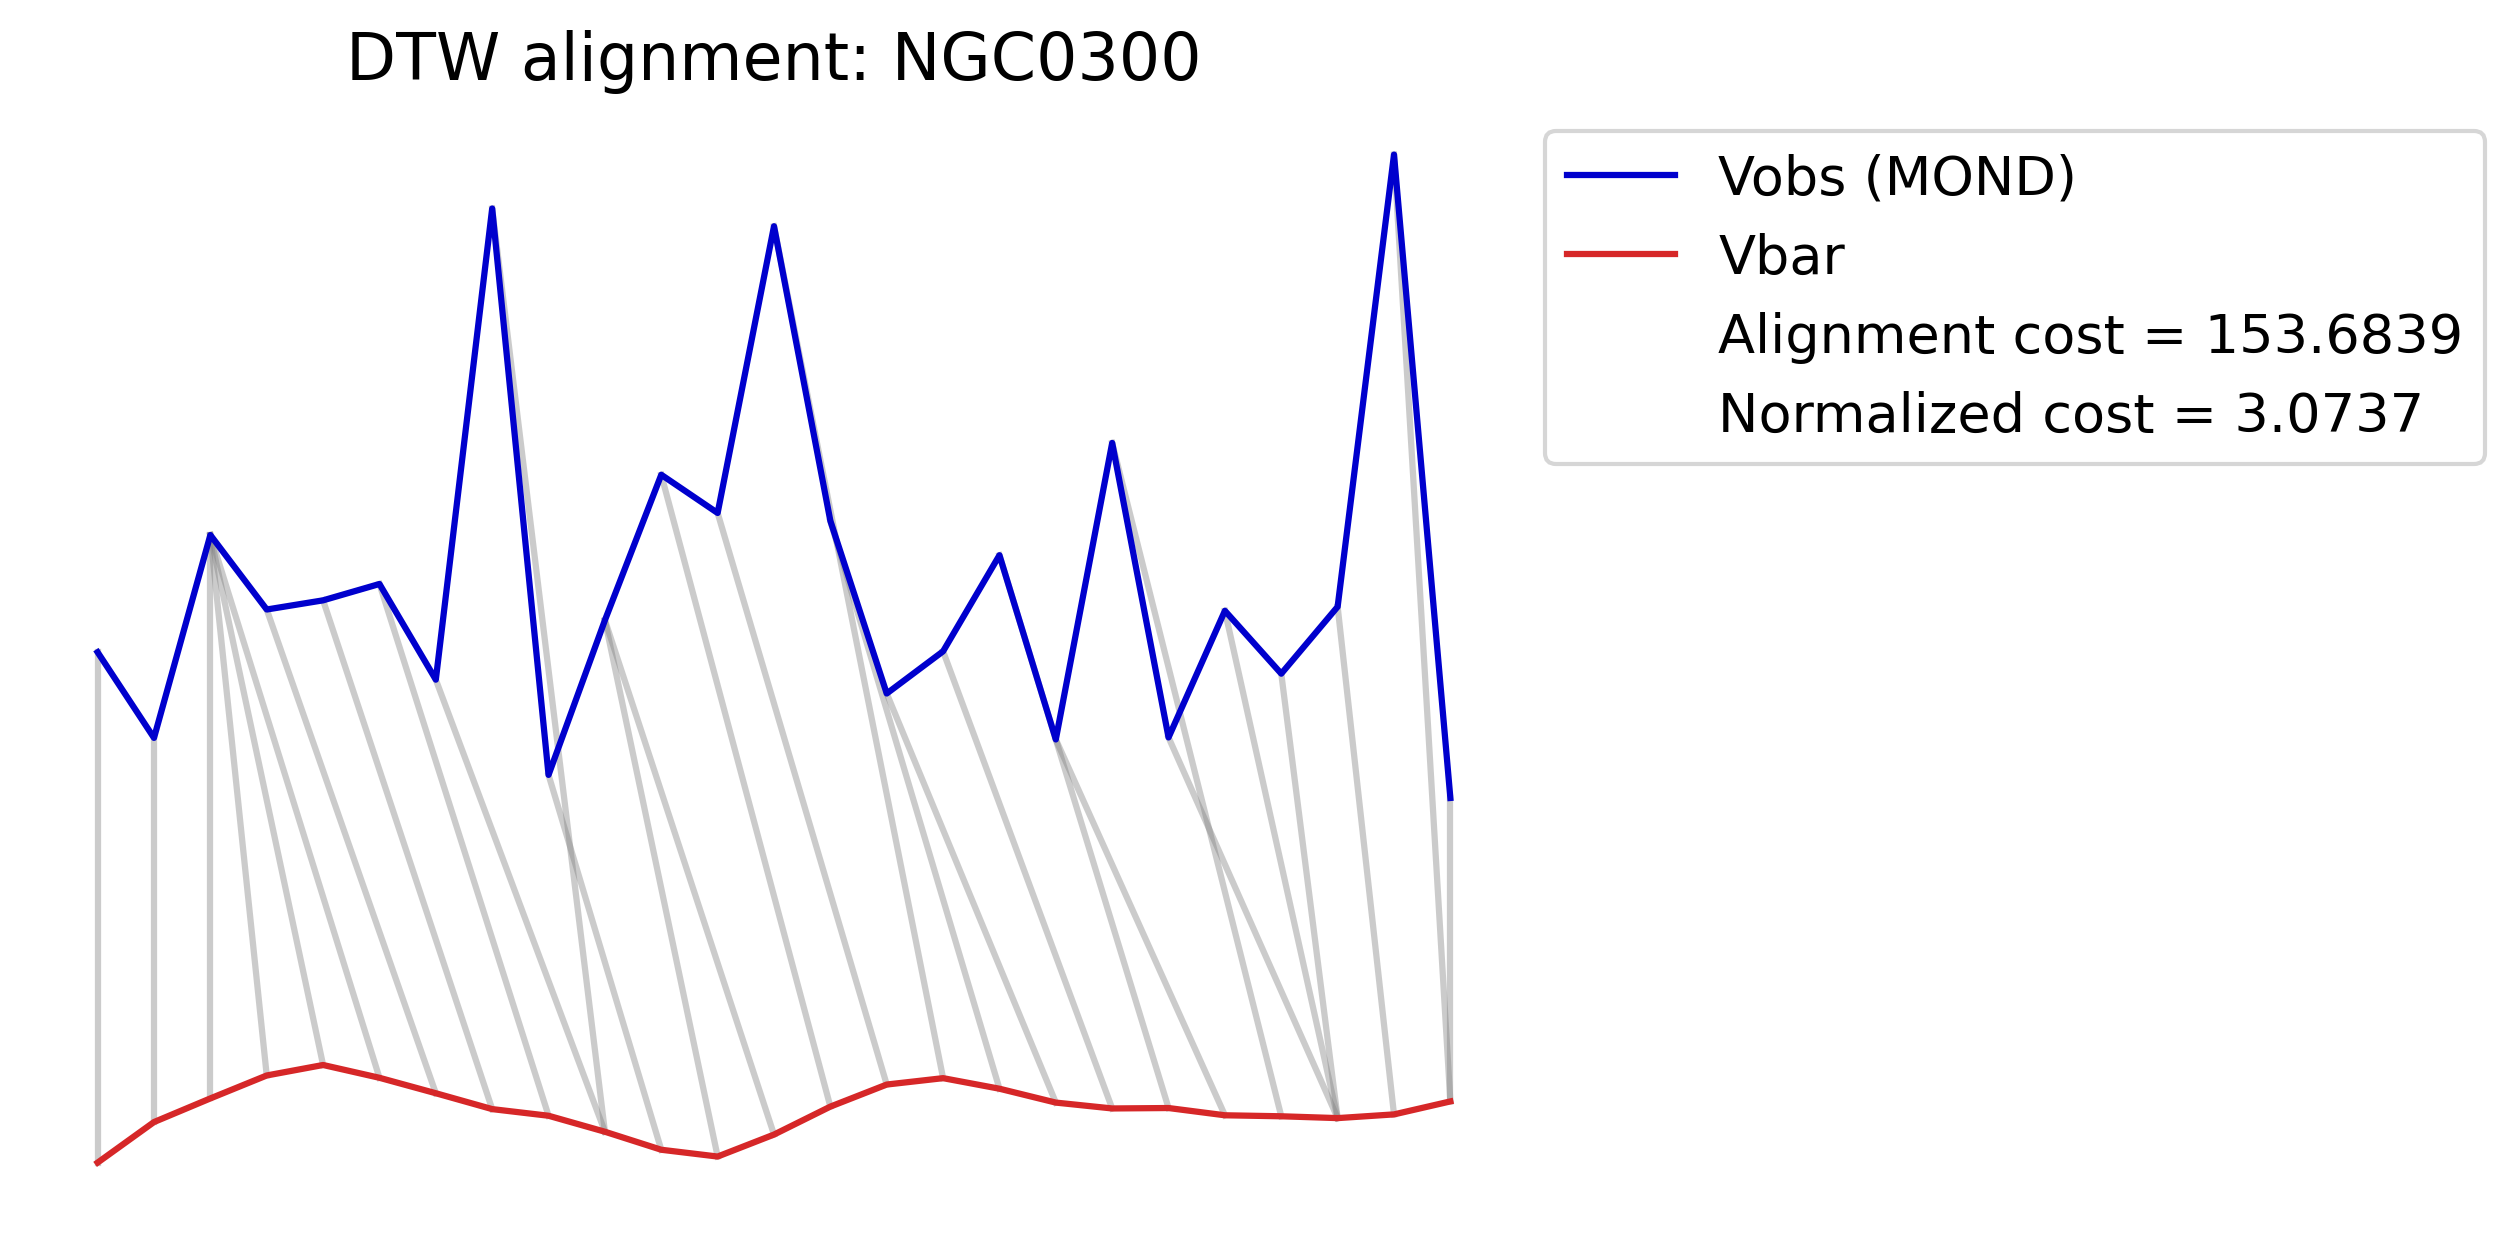 DTW alignment: NGC0300
Vobs (MOND)
Vbar
Alignment cost = 153.6839
Normalized cost = 3.0737